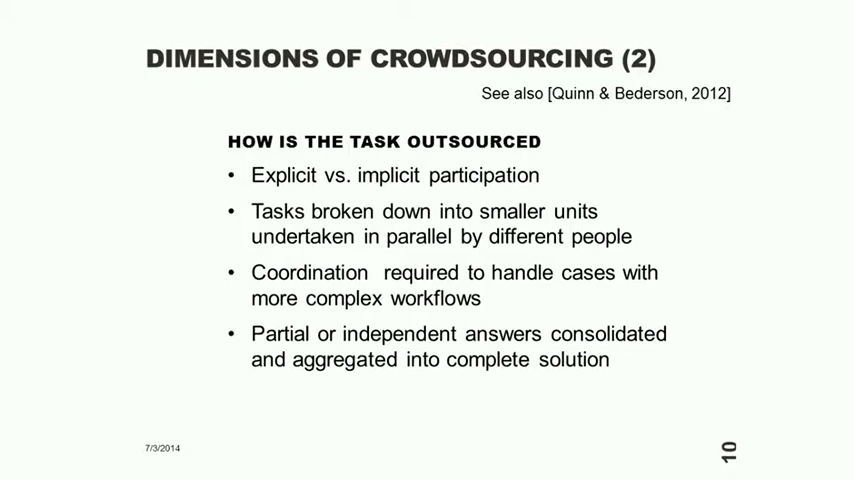 DIMENSIONS OF CROWDSOURCING (2)
See also [Quinn & Bederson, 2012]
HOW IS THE TASK OUTSOURCED
• Explicit vs. implicit participation
• Tasks broken down into smaller units
undertaken in parallel by different people
• Coordination required to handle cases with
more complex workflows
• Partial or independent answers consolidated
and aggregated into complete solution
7/3/2014
10